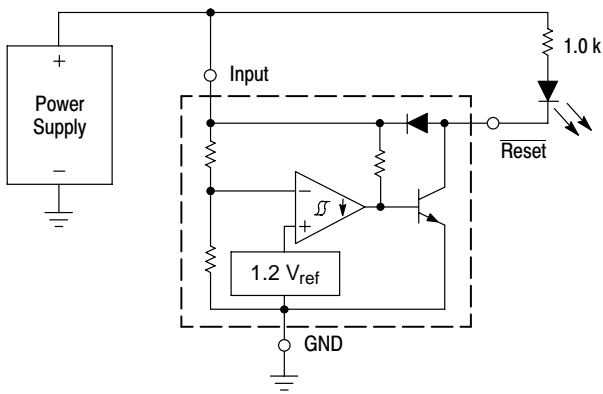 1.0 k
+
Input
Power
Supply
Reset
−
−
+
1.2 Vref
GND